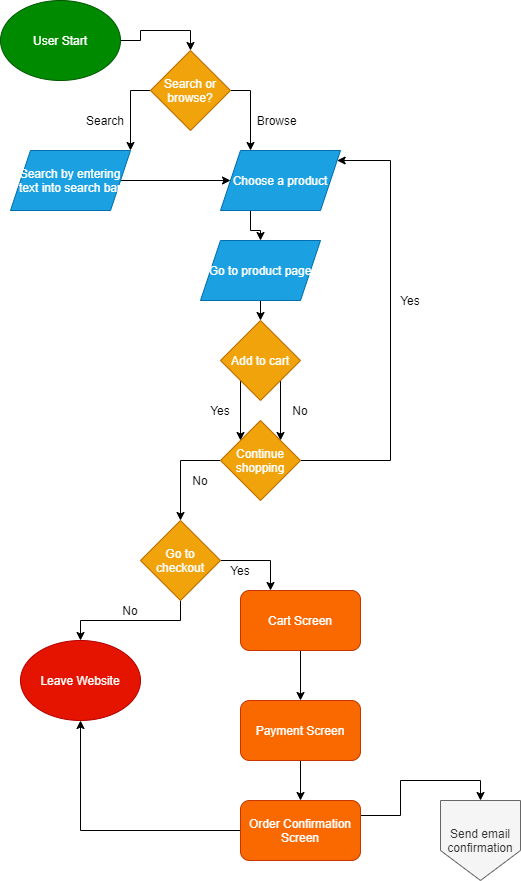 User Start
Search or
browse?
Search
Browse
Search by entering
text into search bar
Choose a product
Go to product page
Yes
Add to cart
Yes
No
Continue
shopping
No
Go to
checkout
Yes
No
Cart Screen
Leave Website
Payment Screen
Order Confirmation
Screen
Send email
confirmation